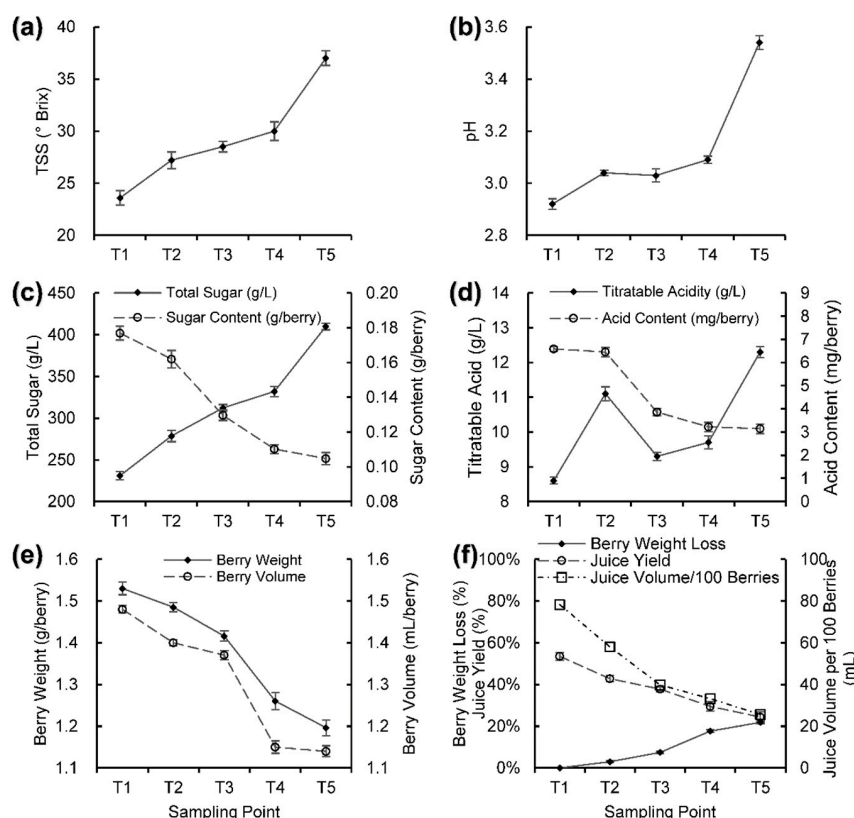 (a)
TSS (° Brix)
40
35
30
25
20
T1 T2 T3 T4 T5
(b)
pH
3.6
3.4
3.2
3.0
2.8
T1 T2 T3 T4 T5
(c)
Total Sugar (g/L)
Sugar Content (g/berry)
Total Sugar (g/L)
450
400
350
300
250
200
0.20
0.18
0.16
0.14
0.12
0.10
0.08
Sugar Content (g/berry)
T1 T2 T3 T4 T5
(d)
Titratable Acidity (g/L)
Acid Content (mg/berry)
Titratable Acid (g/L)
14
13
12
11
10
9
8
9
8
7
6
5
4
3
2
1
0
Acid Content (mg/berry)
T1 T2 T3 T4 T5
(e)
Berry Weight
Berry Volume
Berry Weight (g/berry)
1.6
1.5
1.4
1.3
1.2
1.1
1.6
1.5
1.4
1.3
1.2
1.1
Berry Volume (mL/berry)
T1 T2 T3 T4 T5
Sampling Point
(f)
Berry Weight Loss
Juice Yield
Juice Volume/100 Berries
Berry Weight Loss (%)
Juice Yield (%)
100%
80%
60%
40%
20%
0%
100
80
60
40
20
0
Juice Volume per 100 Berries
(mL)
T1 T2 T3 T4 T5
Sampling Point